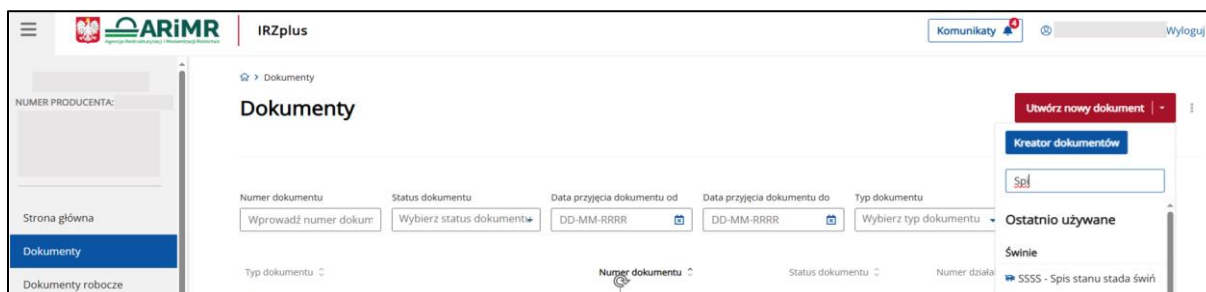 ARiMR
Agencja Restrukturyzacji i Modernizacji Rolnictwa
IRZplus
Komunikaty 4
Wyloguj
NUMER PRODUCENTA:
Strona główna
Dokumenty
Dokumenty robocze
Dokumenty
Dokumenty
Utwórz nowy dokument
Kreator dokumentów
Spi
Ostatnio używane
Świnie
SSSS - Spis stanu stada świń
Numer dokumentu Status dokumentu Data przyjęcia dokumentu od Data przyjęcia dokumentu do Typ dokumentu
Wprowadź numer dokum Wybierz status dokumentu DD-MM-RRRR DD-MM-RRRR Wybierz typ dokumentu
Typ dokumentu Numer dokumentu Status dokumentu Numer działa